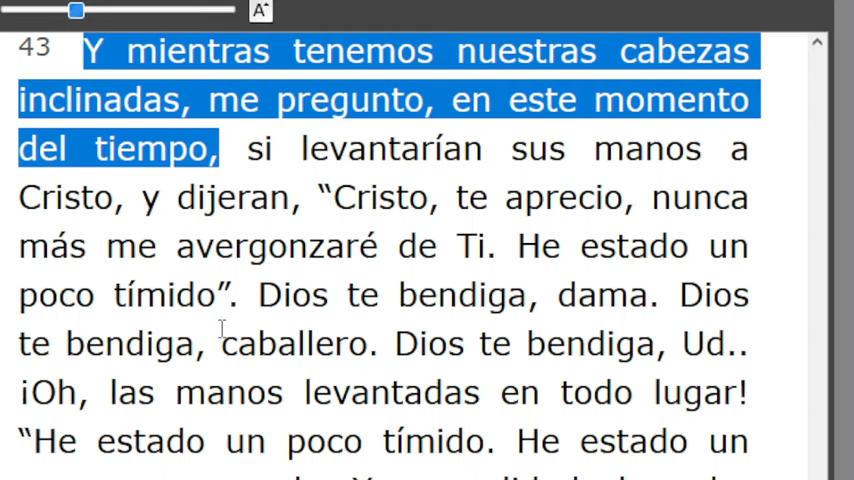 A
43 Y mientras tenemos nuestras cabezas
inclinadas, me pregunto, en este momento
del tiempo, si levantarían sus manos a
Cristo, y dijeran, “Cristo, te aprecio, nunca
más me avergonzaré de Ti. He estado un
poco tímido”. Dios te bendiga, dama. Dios
te bendiga, caballero. Dios te bendiga, Ud..
¡Oh, las manos levantadas en todo lugar!
“He estado un poco tímido. He estado un